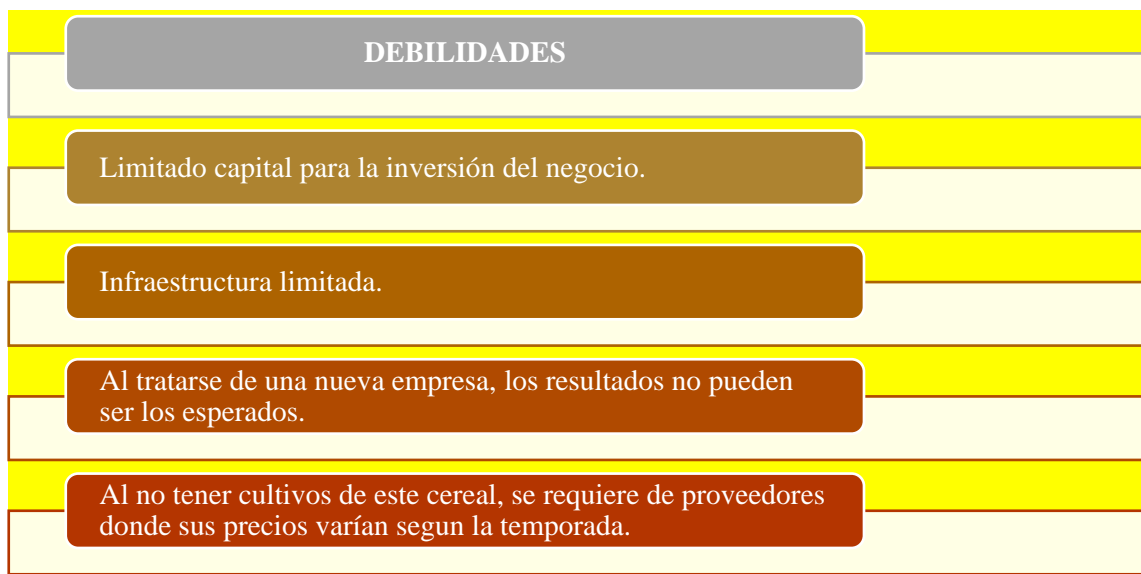 DEBILIDADES
Limitado capital para la inversión del negocio.
Infraestructura limitada.
Al tratarse de una nueva empresa, los resultados no pueden
ser los esperados.
Al no tener cultivos de este cereal, se requiere de proveedores
donde sus precios varían segun la temporada.